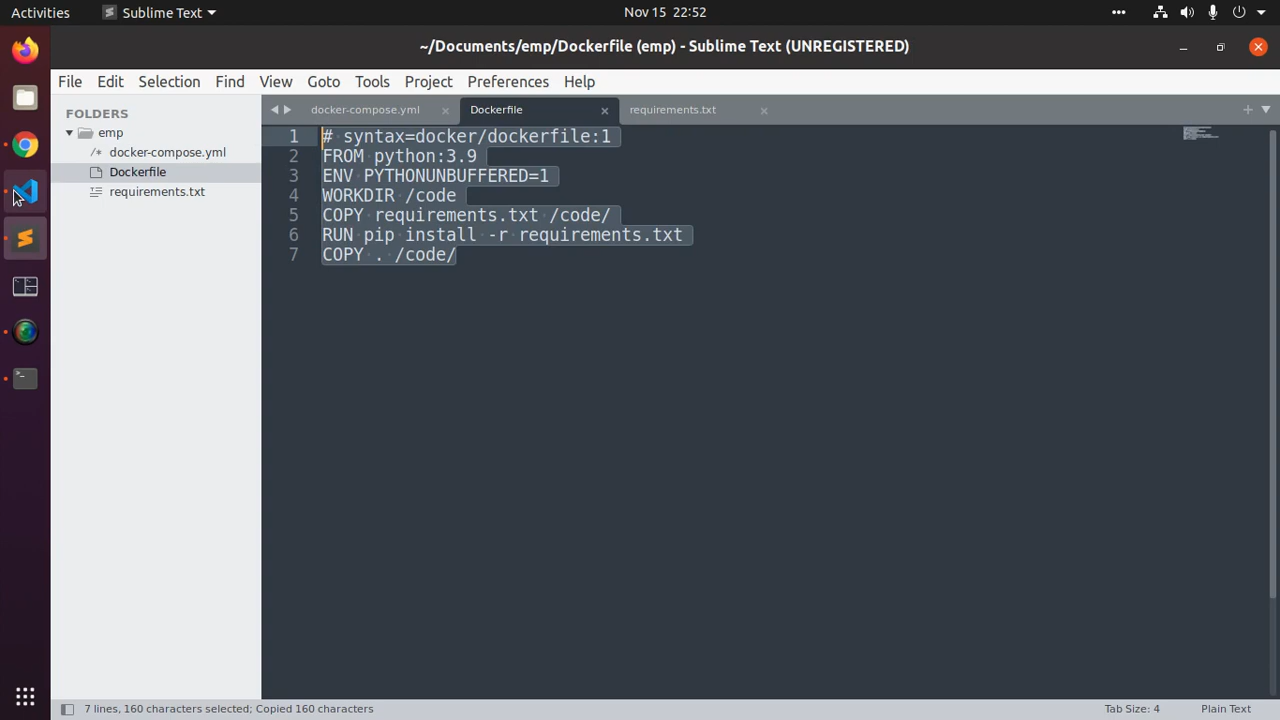 Activities Sublime Text Nov 15 22:52
~/Documents/emp/Dockerfile (emp) - Sublime Text (UNREGISTERED)
File Edit Selection Find View Goto Tools Project Preferences Help
FOLDERS
emp
docker-compose.yml
Dockerfile
requirements.txt
docker-compose.yml Dockerfile requirements.txt
1 # syntax=docker/dockerfile:1
2 FROM python:3.9
3 ENV PYTHONUNBUFFERED=1
4 WORKDIR /code
5 COPY requirements.txt /code/
6 RUN pip install -r requirements.txt
7 COPY . /code/
7 lines, 160 characters selected; Copied 160 characters Tab Size: 4 Plain Text